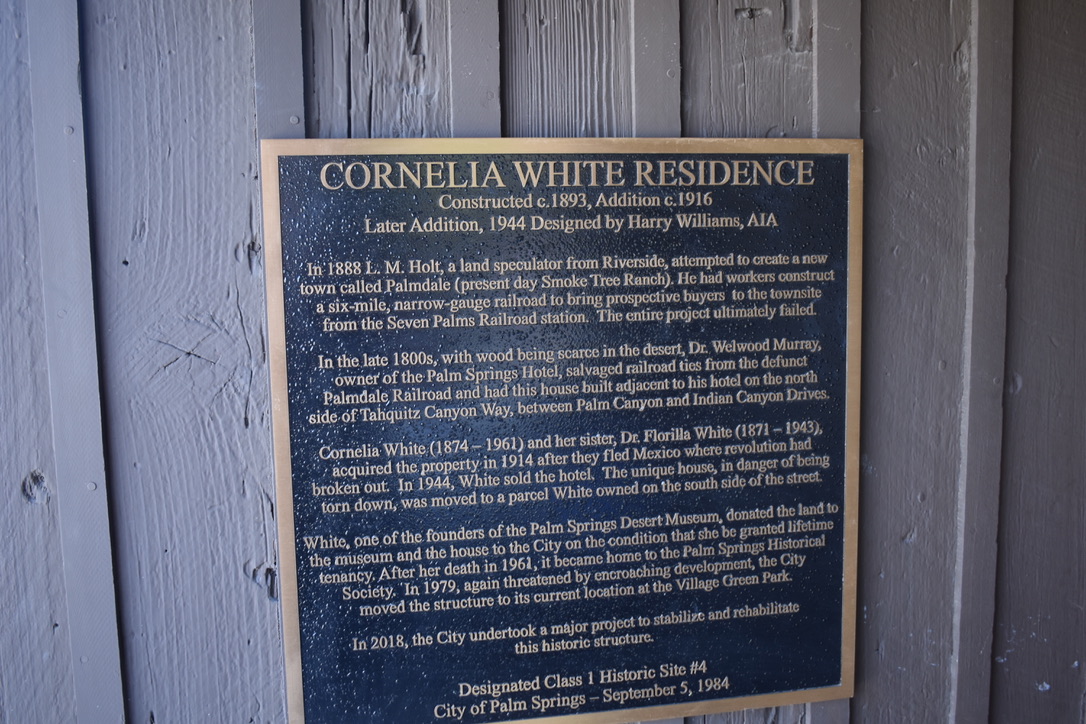 CORNELIA WHITE RESIDENCE
Constructed c.1893, Addition c.1916
Later Addition, 1944 Designed by Harry Williams, AIA
In 1888 L. M. Holt, a land speculator from Riverside, attempted to create a new
town called Palmdale (present day Smoke Tree Ranch). He had workers construct
a six-mile, narrow-gauge railroad to bring prospective buyers to the townsite
from the Seven Palms Railroad station. The entire project ultimately failed.
In the late 1800s, with wood being scarce in the desert, Dr. Welwood Murray,
owner of the Palm Springs Hotel, salvaged railroad ties from the defunct
Palmdale Railroad and had this house built adjacent to his hotel on the north
side of Tahquitz Canyon Way, between Palm Canyon and Indian Canyon Drives.
Cornelia White (1874 – 1961) and her sister, Dr. Florilla White (1871 – 1943),
acquired the property in 1914 after they fled Mexico where revolution had
broken out. In 1944, White sold the hotel. The unique house, in danger of being
torn down, was moved to a parcel White owned on the south side of the street.
White, one of the founders of the Palm Springs Desert Museum, donated the land to
the museum and the house to the City on the condition that she be granted lifetime
tenancy. After her death in 1961, it became home to the Palm Springs Historical
Society. In 1979, again threatened by encroaching development, the City
moved the structure to its current location at the Village Green Park.
In 2018, the City undertook a major project to stabilize and rehabilitate
this historic structure.
Designated Class 1 Historic Site #4
City of Palm Springs – September 5, 1984